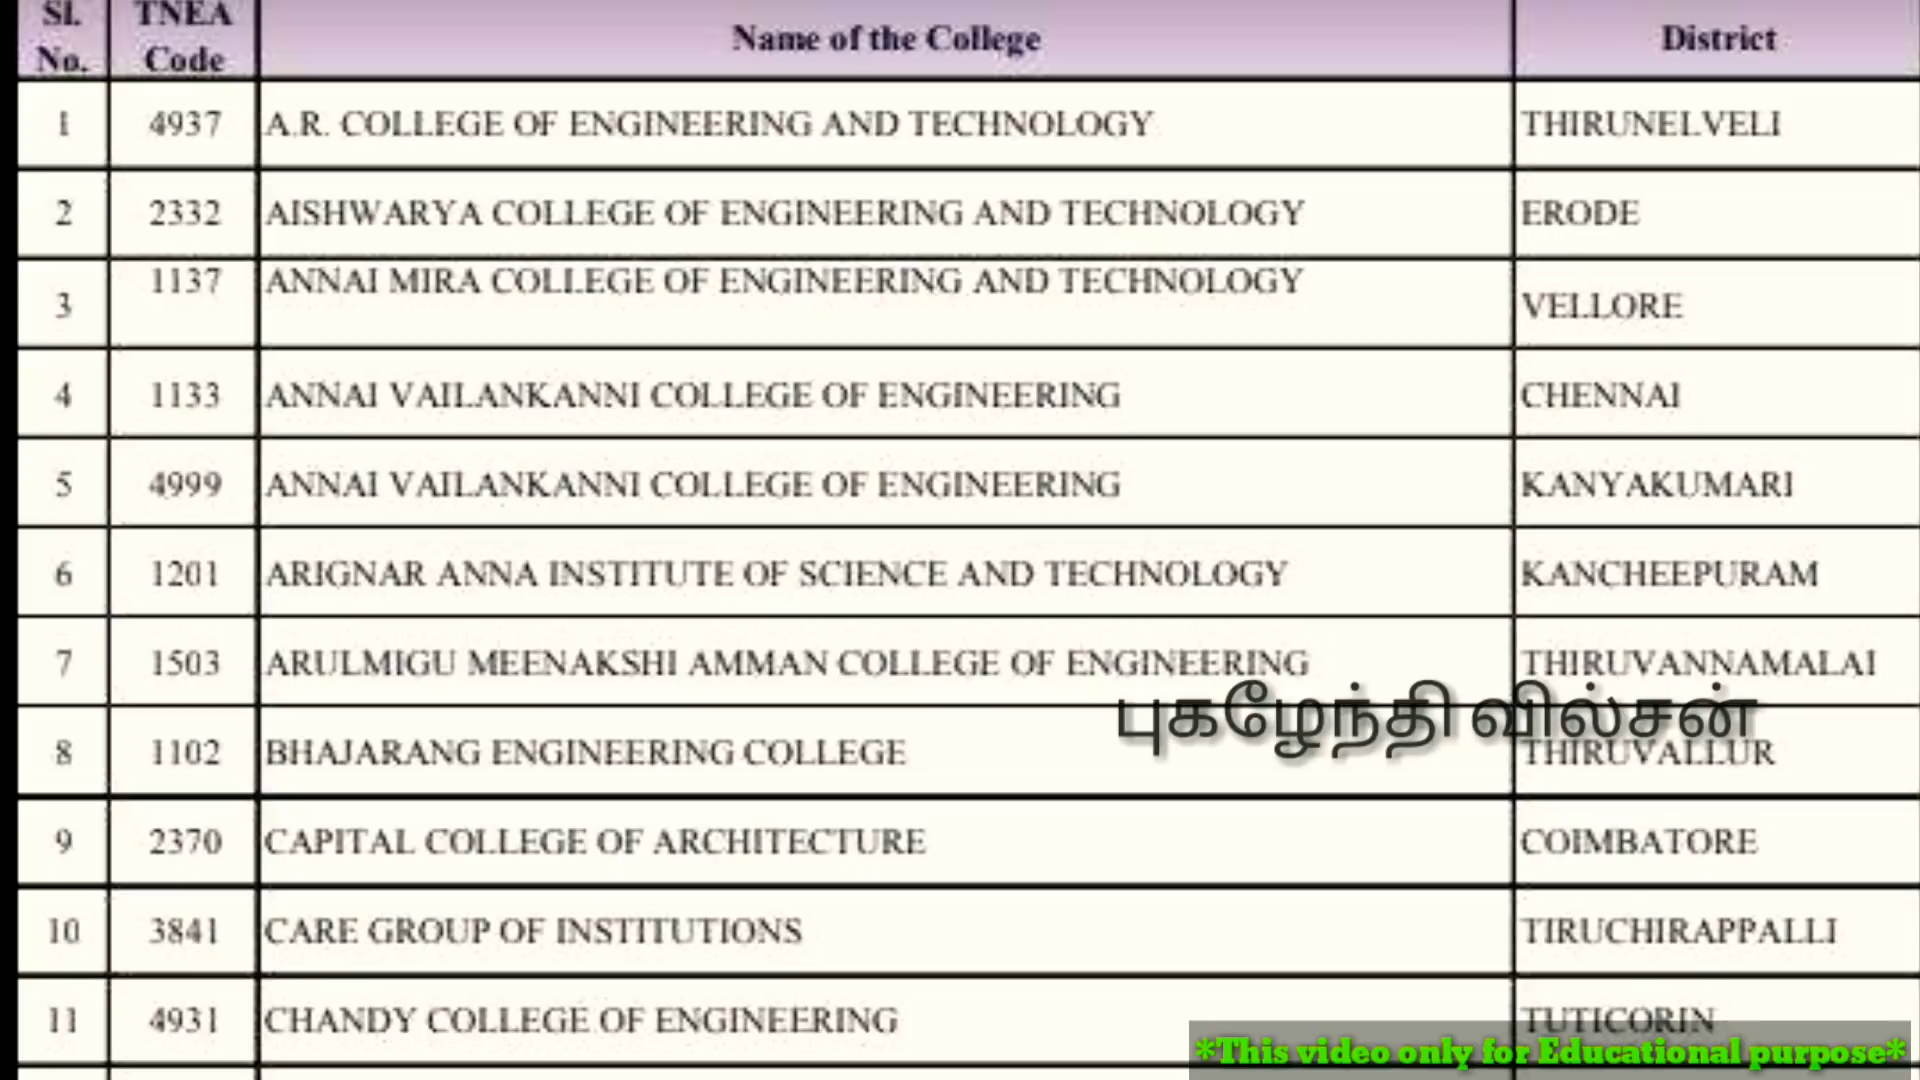 Sl. No. TNEA Code Name of the College District
1 4937 A.R. COLLEGE OF ENGINEERING AND TECHNOLOGY THIRUNELVELI
2 2332 AISHWARYA COLLEGE OF ENGINEERING AND TECHNOLOGY ERODE
3 1137 ANNAI MIRA COLLEGE OF ENGINEERING AND TECHNOLOGY VELLORE
4 1133 ANNAI VAILANKANNI COLLEGE OF ENGINEERING CHENNAI
5 4999 ANNAI VAILANKANNI COLLEGE OF ENGINEERING KANYAKUMARI
6 1201 ARIGNAR ANNA INSTITUTE OF SCIENCE AND TECHNOLOGY KANCHEEPURAM
7 1503 ARULMIGU MEENAKSHI AMMAN COLLEGE OF ENGINEERING THIRUVANNAMALAI
புகழேந்தி வில்சன்
8 1102 BHAJARANG ENGINEERING COLLEGE THIRUVALLUR
9 2370 CAPITAL COLLEGE OF ARCHITECTURE COIMBATORE
10 3841 CARE GROUP OF INSTITUTIONS TIRUCHIRAPPALLI
11 4931 CHANDY COLLEGE OF ENGINEERING TUTICORIN
*This video only for Educational purpose*